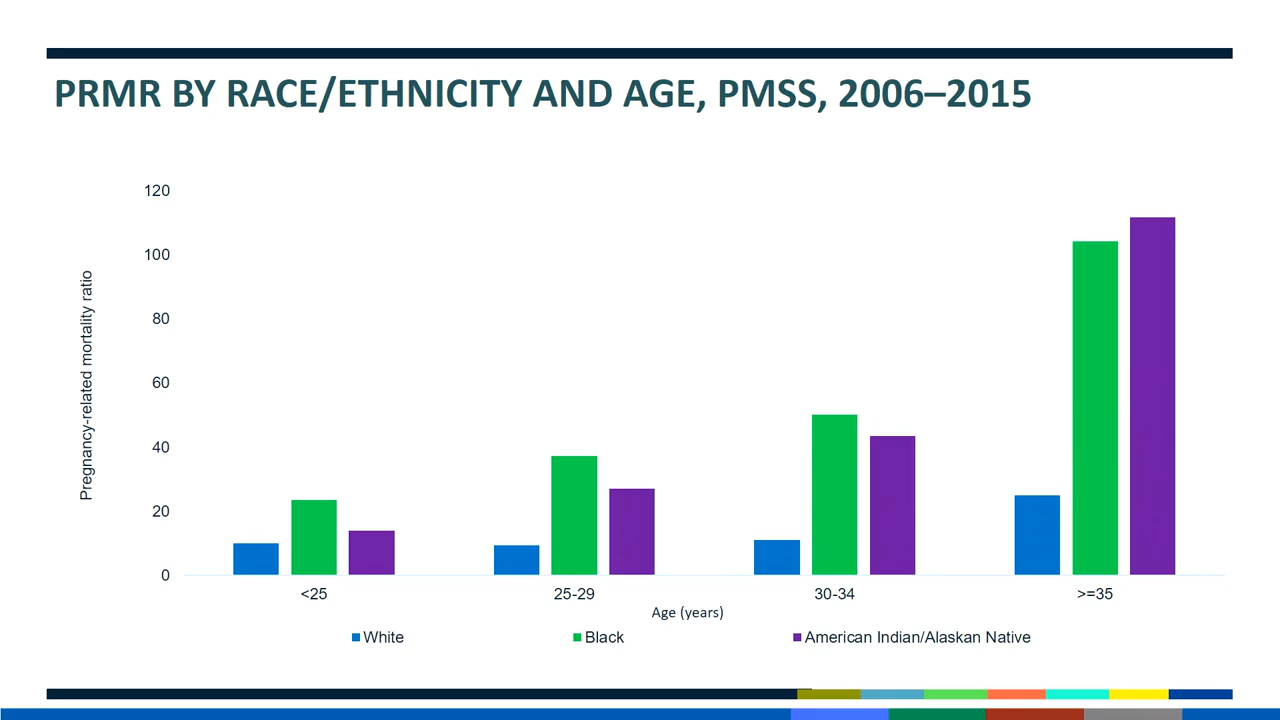 PRMR BY RACE/ETHNICITY AND AGE, PMSS, 2006–2015
120
100
80
60
40
20
0
Pregnancy-related mortality ratio
<25 25-29 30-34 >=35
Age (years)
White Black American Indian/Alaskan Native